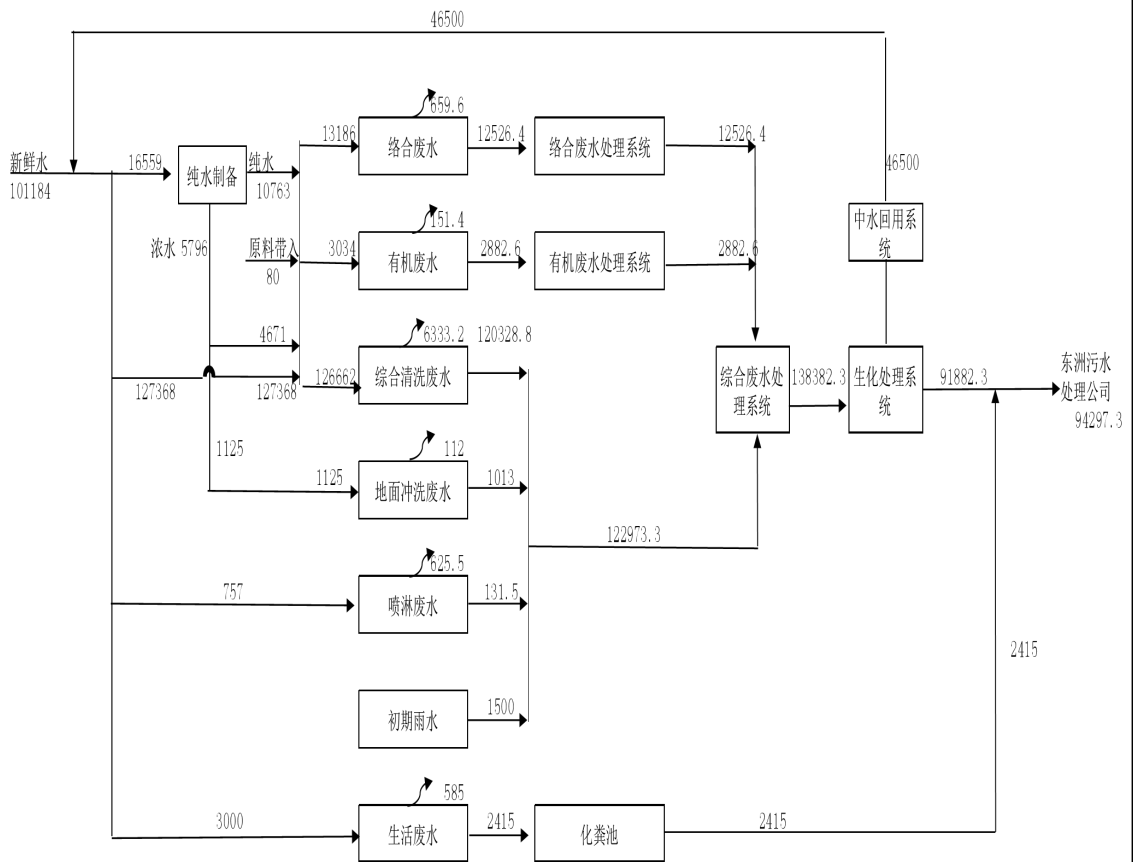 46500
659.6
13186
络合废水
12526.4
络合废水处理系统
12526.4
新鲜水
101184
16559
纯水制备
纯水
10763
46500
中水回用系
统
151.4
浓水 5796
原料带入
80
3034
有机废水
2882.6
有机废水处理系统
2882.6
6333.2
120328.8
4671
127368
127368
126662
综合清洗废水
综合废水处
理系统
138382.3
生化处理系
统
91882.3
东洲污水
处理公司
94297.3
112
1125
1125
地面冲洗废水
1013
122973.3
625.5
757
喷淋废水
131.5
2415
初期雨水
1500
585
3000
生活废水
2415
化粪池
2415